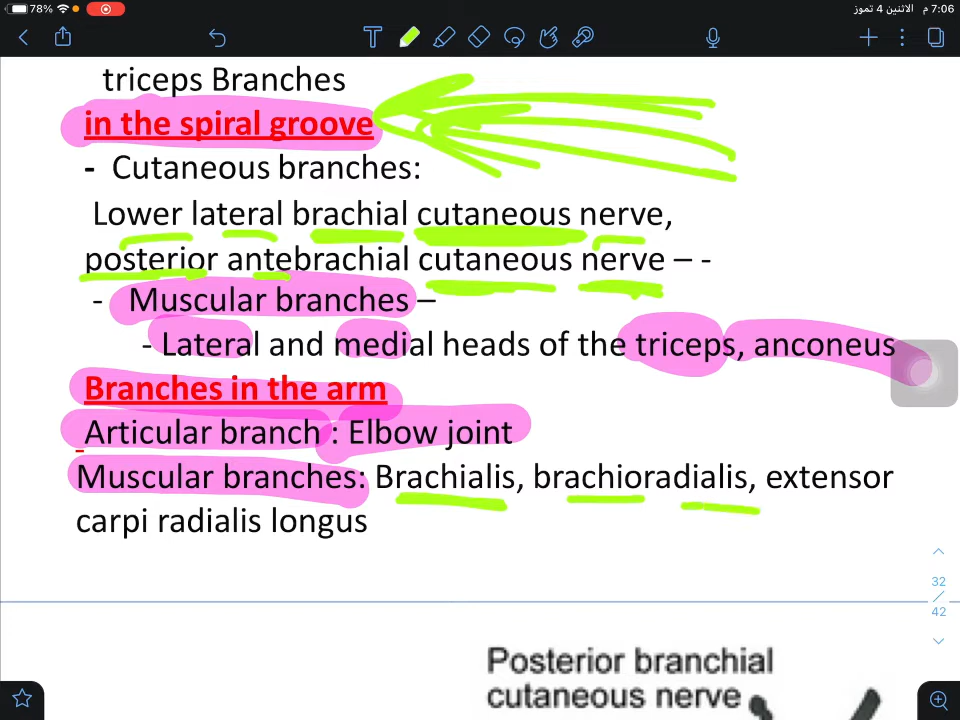 78%
7:06 م الاثنين 4 تموز
triceps Branches
in the spiral groove
- Cutaneous branches:
Lower lateral brachial cutaneous nerve,
posterior antebrachial cutaneous nerve – -
- Muscular branches –
- Lateral and medial heads of the triceps, anconeus
Branches in the arm
Articular branch : Elbow joint
Muscular branches: Brachialis, brachioradialis, extensor
carpi radialis longus
32
/
42
Posterior branchial
cutaneous nerve